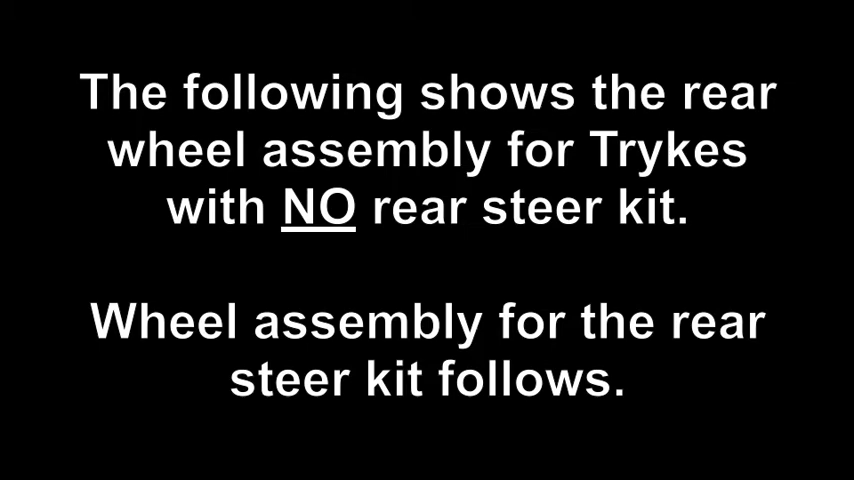 The following shows the rear
wheel assembly for Trykes
with NO rear steer kit.
Wheel assembly for the rear
steer kit follows.